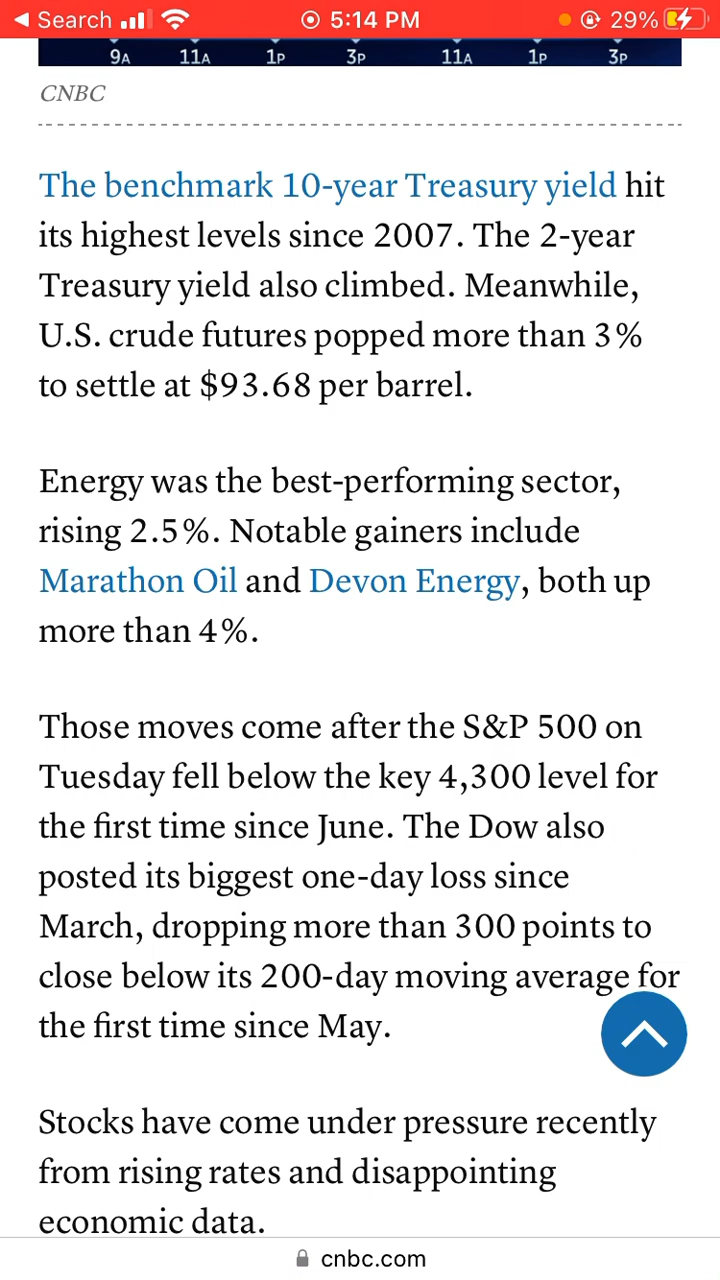 Search 5:14 PM 29%
9A 11A 1P 3P 11A 1P 3P
CNBC
The benchmark 10-year Treasury yield hit
its highest levels since 2007. The 2-year
Treasury yield also climbed. Meanwhile,
U.S. crude futures popped more than 3%
to settle at $93.68 per barrel.
Energy was the best-performing sector,
rising 2.5%. Notable gainers include
Marathon Oil and Devon Energy, both up
more than 4%.
Those moves come after the S&P 500 on
Tuesday fell below the key 4,300 level for
the first time since June. The Dow also
posted its biggest one-day loss since
March, dropping more than 300 points to
close below its 200-day moving average for
the first time since May.
Stocks have come under pressure recently
from rising rates and disappointing
economic data.
cnbc.com